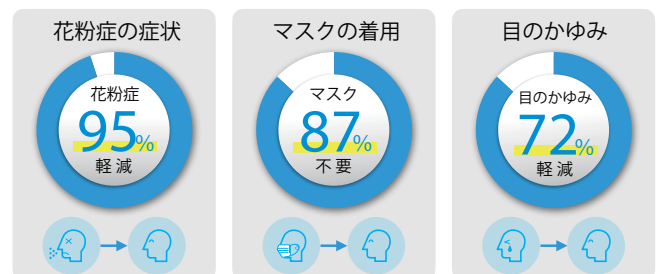 花粉症の症状
花粉症
95%
軽減
マスクの着用
マスク
87%
不要
目のかゆみ
目のかゆみ
72%
軽減